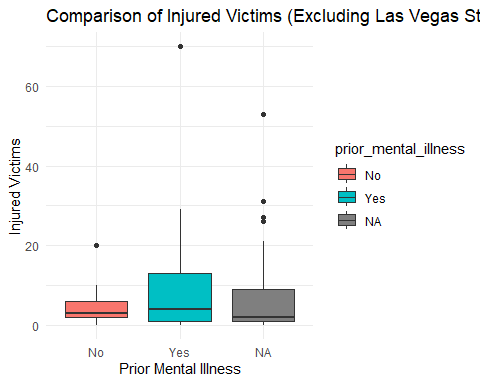 Comparison of Injured Victims (Excluding Las Vegas St
60
40
20
0
Injured Victims
No
Yes
NA
Prior Mental Illness
prior_mental_illness
No
Yes
NA